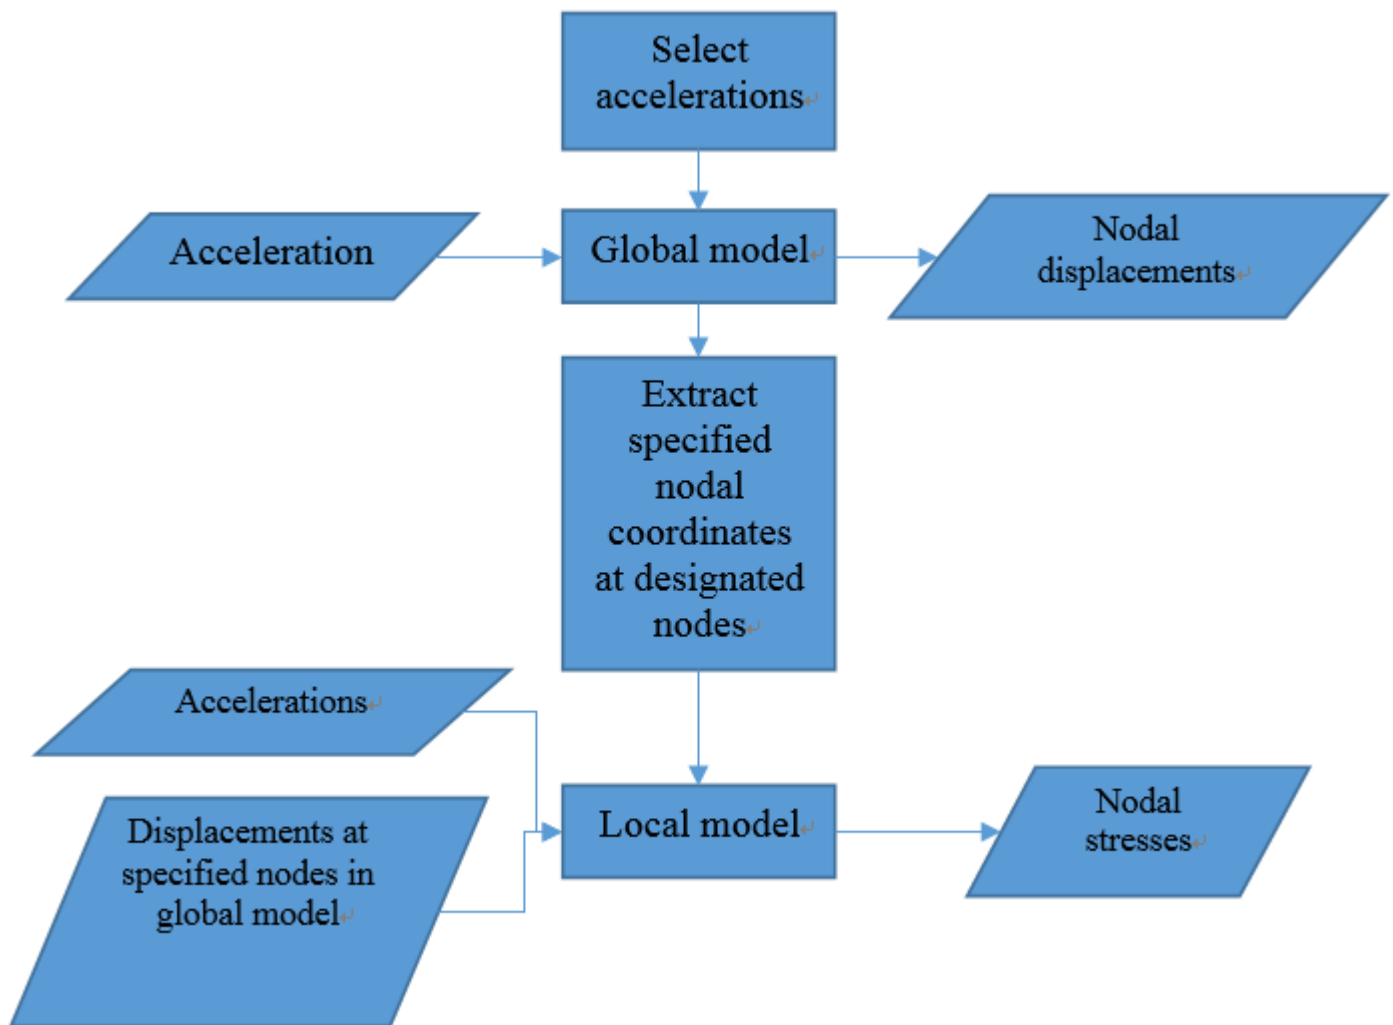 Select
accelerations
Acceleration
Global model
Nodal
displacements
Extract
specified
nodal
coordinates
at designated
nodes
Accelerations
Displacements at
specified nodes in
global model
Local model
Nodal
stresses